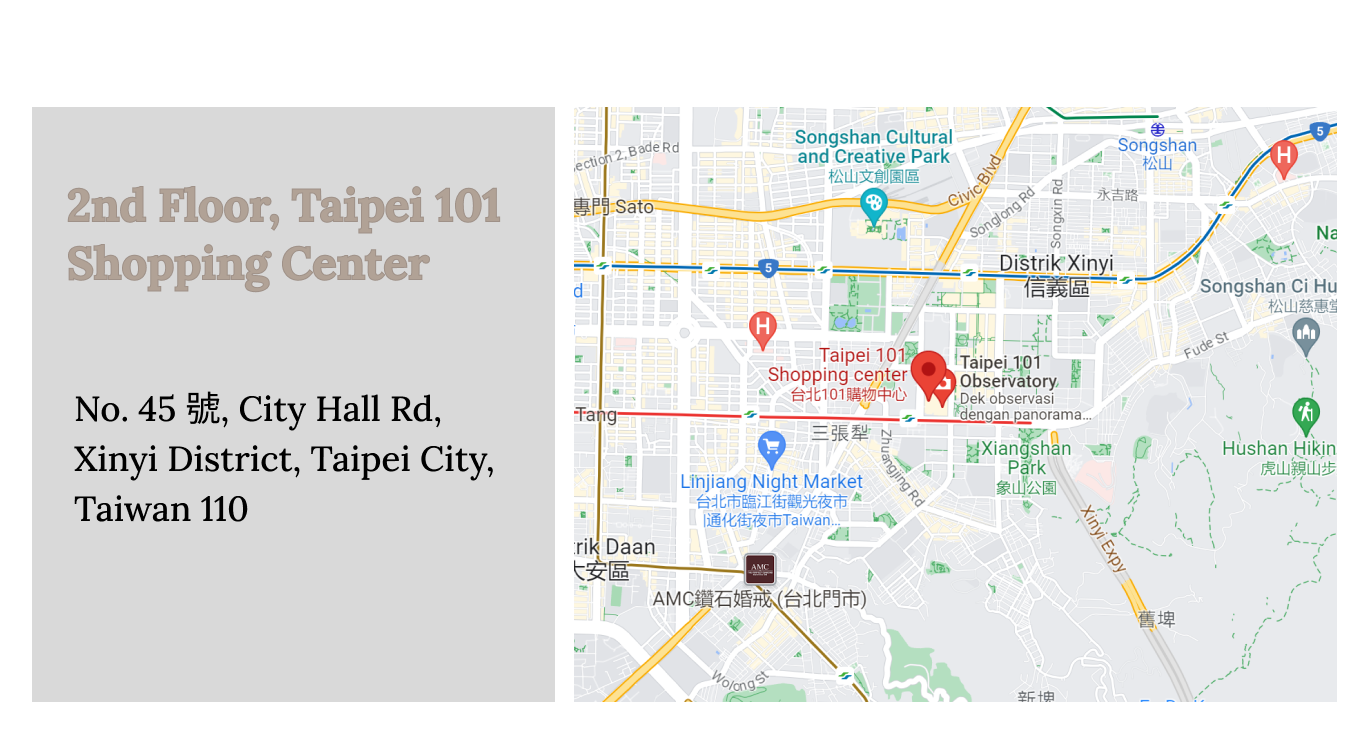 2nd Floor, Taipei 101
Shopping Center
No. 45 號, City Hall Rd,
Xinyi District, Taipei City,
Taiwan 110
Songshan Cultural
and Creative Park
松山文創園區
ection 2, Bade Rd
Civic Blvd
Songshan
松山
5
H
專門 Sato
Songlong Rd
Songxin Rd
永吉路
Na
5
Distrik Xinyi
信義區
d
Songshan Ci Hu
松山慈惠堂
H
Fude St
Taipei 101
Shopping center
台北101購物中心
Taipei 101
Observatory
Dek observasi
dengan panorama...
Tang
三張犁
Zhuangjing Rd
Xiangshan
Park
象山公園
Hushan Hikin
虎山親山步
Linjiang Night Market
台北市臨江街觀光夜市
|通化街夜市Taiwan...
Xinyi Expy
trik Daan
大安區
AMC
AMC鑽石婚戒 (台北門市)
舊埤
Wolong St
新埤